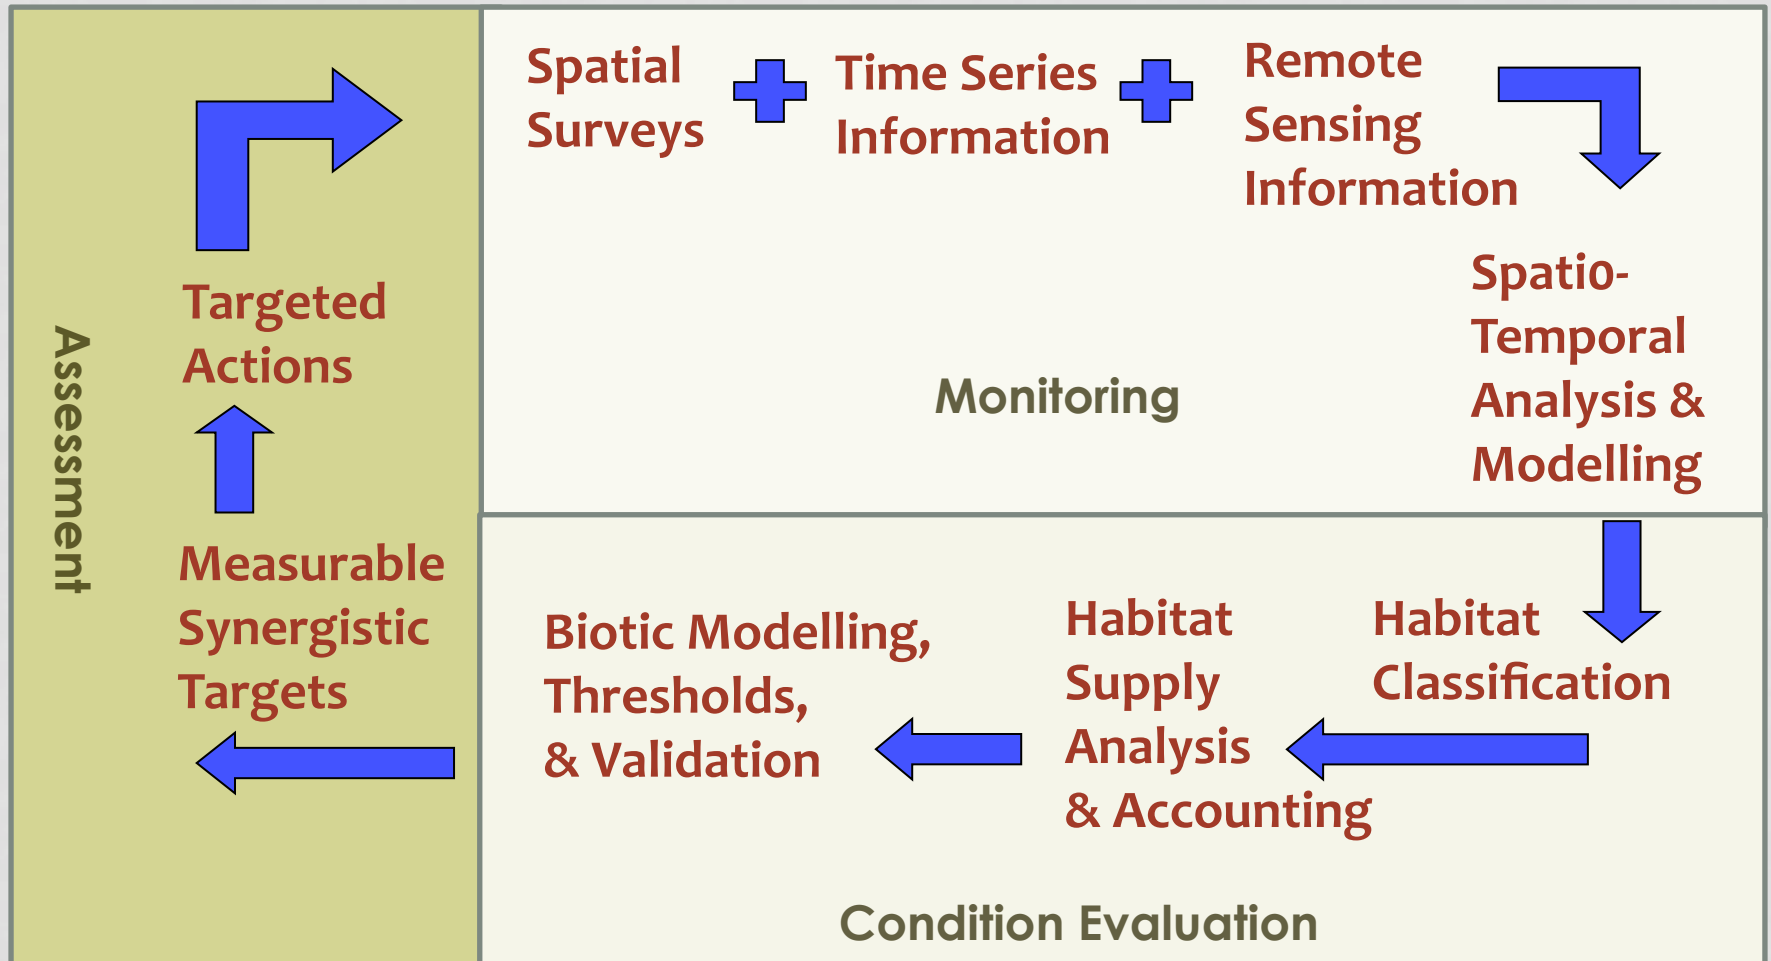 Spatial
Surveys
Time Series
Information
Remote
Sensing
Information
Spati0-
Temporal
Analysis &
Modelling
Monitoring
Habitat
Classification
Habitat
Supply
Analysis
& Accounting
Biotic Modelling,
Thresholds,
& Validation
Condition Evaluation
Measurable
Synergistic
Targets
Targeted
Actions
Assessment